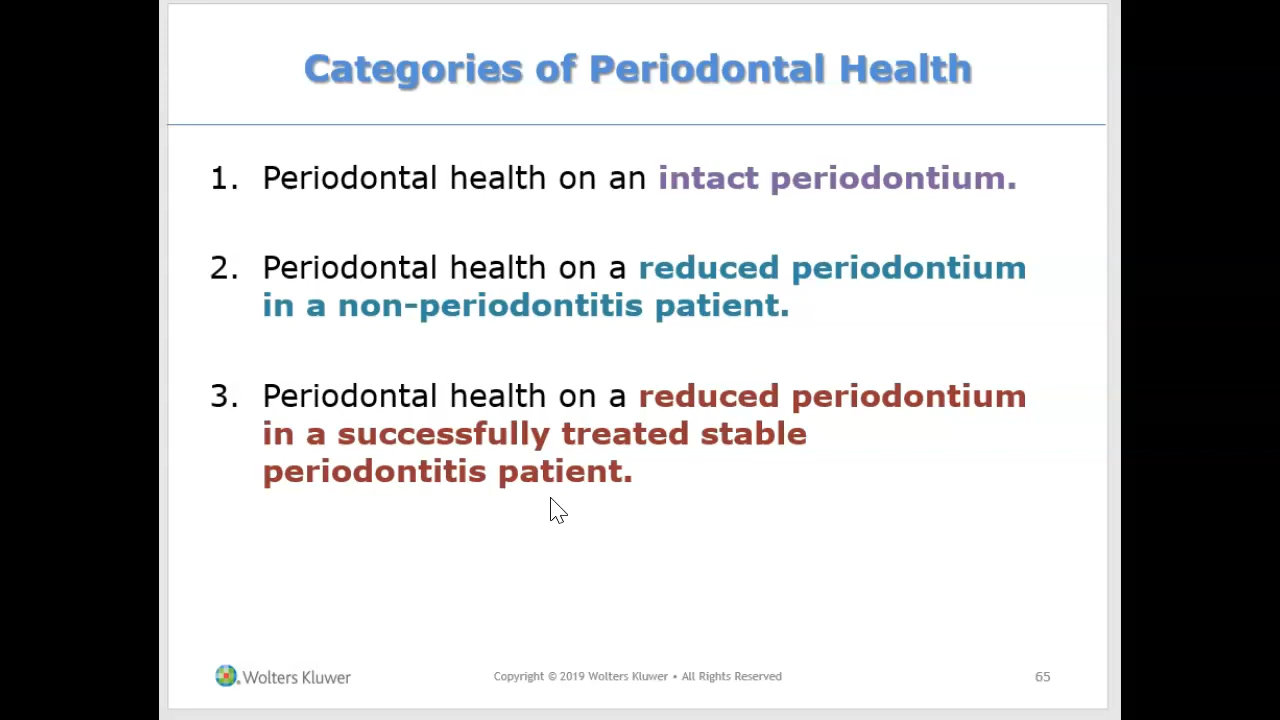 Categories of Periodontal Health
1. Periodontal health on an intact periodontium.
2. Periodontal health on a reduced periodontium
in a non-periodontitis patient.
3. Periodontal health on a reduced periodontium
in a successfully treated stable
periodontitis patient.
Wolters Kluwer
Copyright © 2019 Wolters Kluwer • All Rights Reserved
65